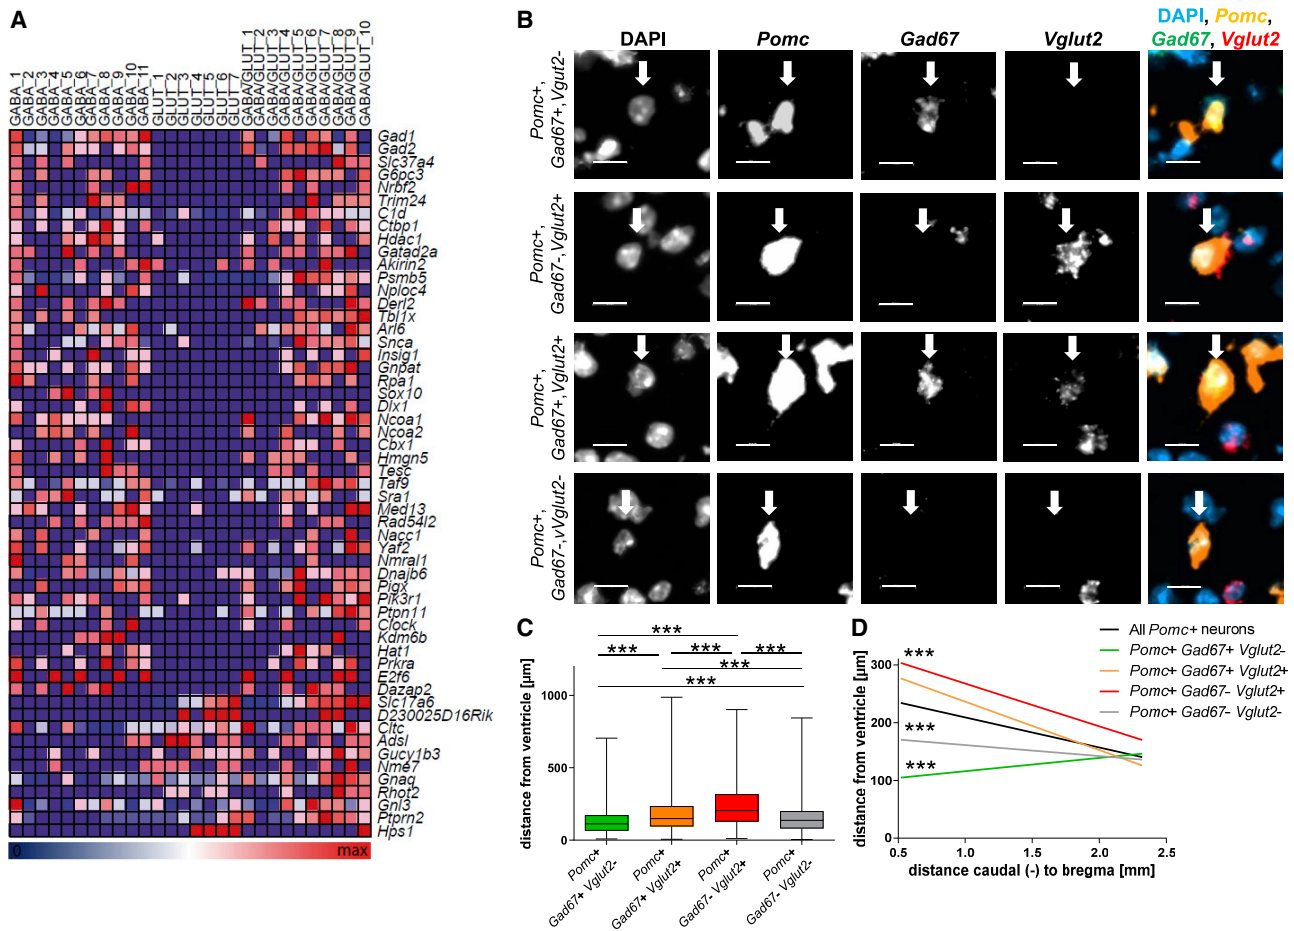 A
GABA_1
GABA_2
GABA_3
GABA_4
GABA_5
GABA_6
GABA_7
GABA_8
GABA_9
GABA_10
GABA_11
GLUT_1
GLUT_2
GLUT_3
GLUT_4
GLUT_5
GLUT_6
GLUT_7
GABA/GLUT_1
GABA/GLUT_2
GABA/GLUT_3
GABA/GLUT_4
GABA/GLUT_5
GABA/GLUT_6
GABA/GLUT_7
GABA/GLUT_8
GABA/GLUT_9
GABA/GLUT_10
Gad1
Gad2
Slc37a4
G6pc3
Nrbf2
Trim24
C1d
Ctbp1
Hdac1
Gatad2a
Akirin2
Psmb5
Nploc4
Derl2
Tbl1x
Arl6
Snca
Insig1
Gnpat
Rpa1
Sox10
Dlx1
Ncoa1
Ncoa2
Cbx1
Hmgn5
Tesc
Taf9
Sra1
Med13
Rad54l2
Nacc1
Yaf2
Nmral1
Dnajb6
Pigx
Pik3r1
Ptpn11
Clock
Kdm6b
Hat1
Prkra
E2f6
Dazap2
Slc17a6
D230025D16Rik
Cltc
Adsl
Gucy1b3
Nme7
Gnaq
Rhot2
Gnl3
Ptprn2
Hps1
0
max
B
DAPI
Pomc
Gad67
Vglut2
DAPI, Pomc,
Gad67, Vglut2
Pomc+,
Gad67+,Vgut2-
Pomc+,
Gad67-,Vglut2+
Pomc+,
Gad67+,Vglut2+
Pomc+,
Gad67-,vVglut2-
C
distance from ventricle [µm]
1000
500
0
***
***
***
***
***
***
Pomc+
Gad67+ Vglut2-
Pomc+
Gad67+ Vglut2+
Pomc+
Gad67- Vglut2+
Pomc+
Gad67- Vglut2-
D
All Pomc+ neurons
Pomc+ Gad67+ Vglut2-
Pomc+ Gad67+ Vglut2+
Pomc+ Gad67- Vglut2+
Pomc+ Gad67- Vglut2-
distance from ventricle [µm]
300
200
100
0
***
***
***
0.5
1.0
1.5
2.0
2.5
distance caudal (-) to bregma [mm]